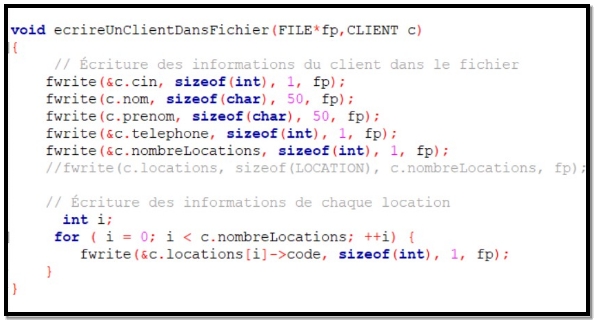 void ecrireUnClientDansFichier(FILE*fp,CLIENT c)
{
// Écriture des informations du client dans le fichier
fwrite(&c.cin, sizeof(int), 1, fp);
fwrite(c.nom, sizeof(char), 50, fp);
fwrite(c.prenom, sizeof(char), 50, fp);
fwrite(&c.telephone, sizeof(int), 1, fp);
fwrite(&c.nombreLocations, sizeof(int), 1, fp);
//fwrite(c.locations, sizeof(LOCATION), c.nombreLocations, fp);
// Écriture des informations de chaque location
int i;
for ( i = 0; i < c.nombreLocations; ++i) {
fwrite(&c.locations[i]->code, sizeof(int), 1, fp);
}
}